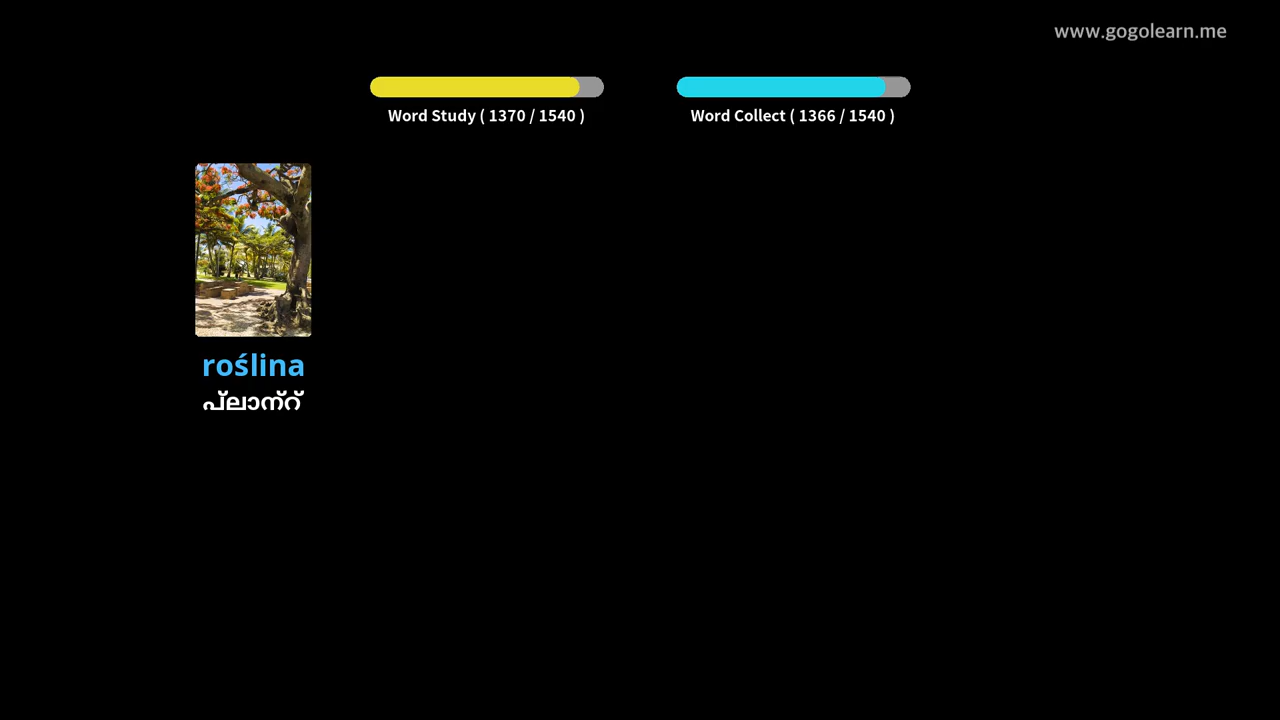 www.gogolearn.me
Word Study ( 1370 / 1540 )
Word Collect ( 1366 / 1540 )
roślina
പ്ലാന്റ്